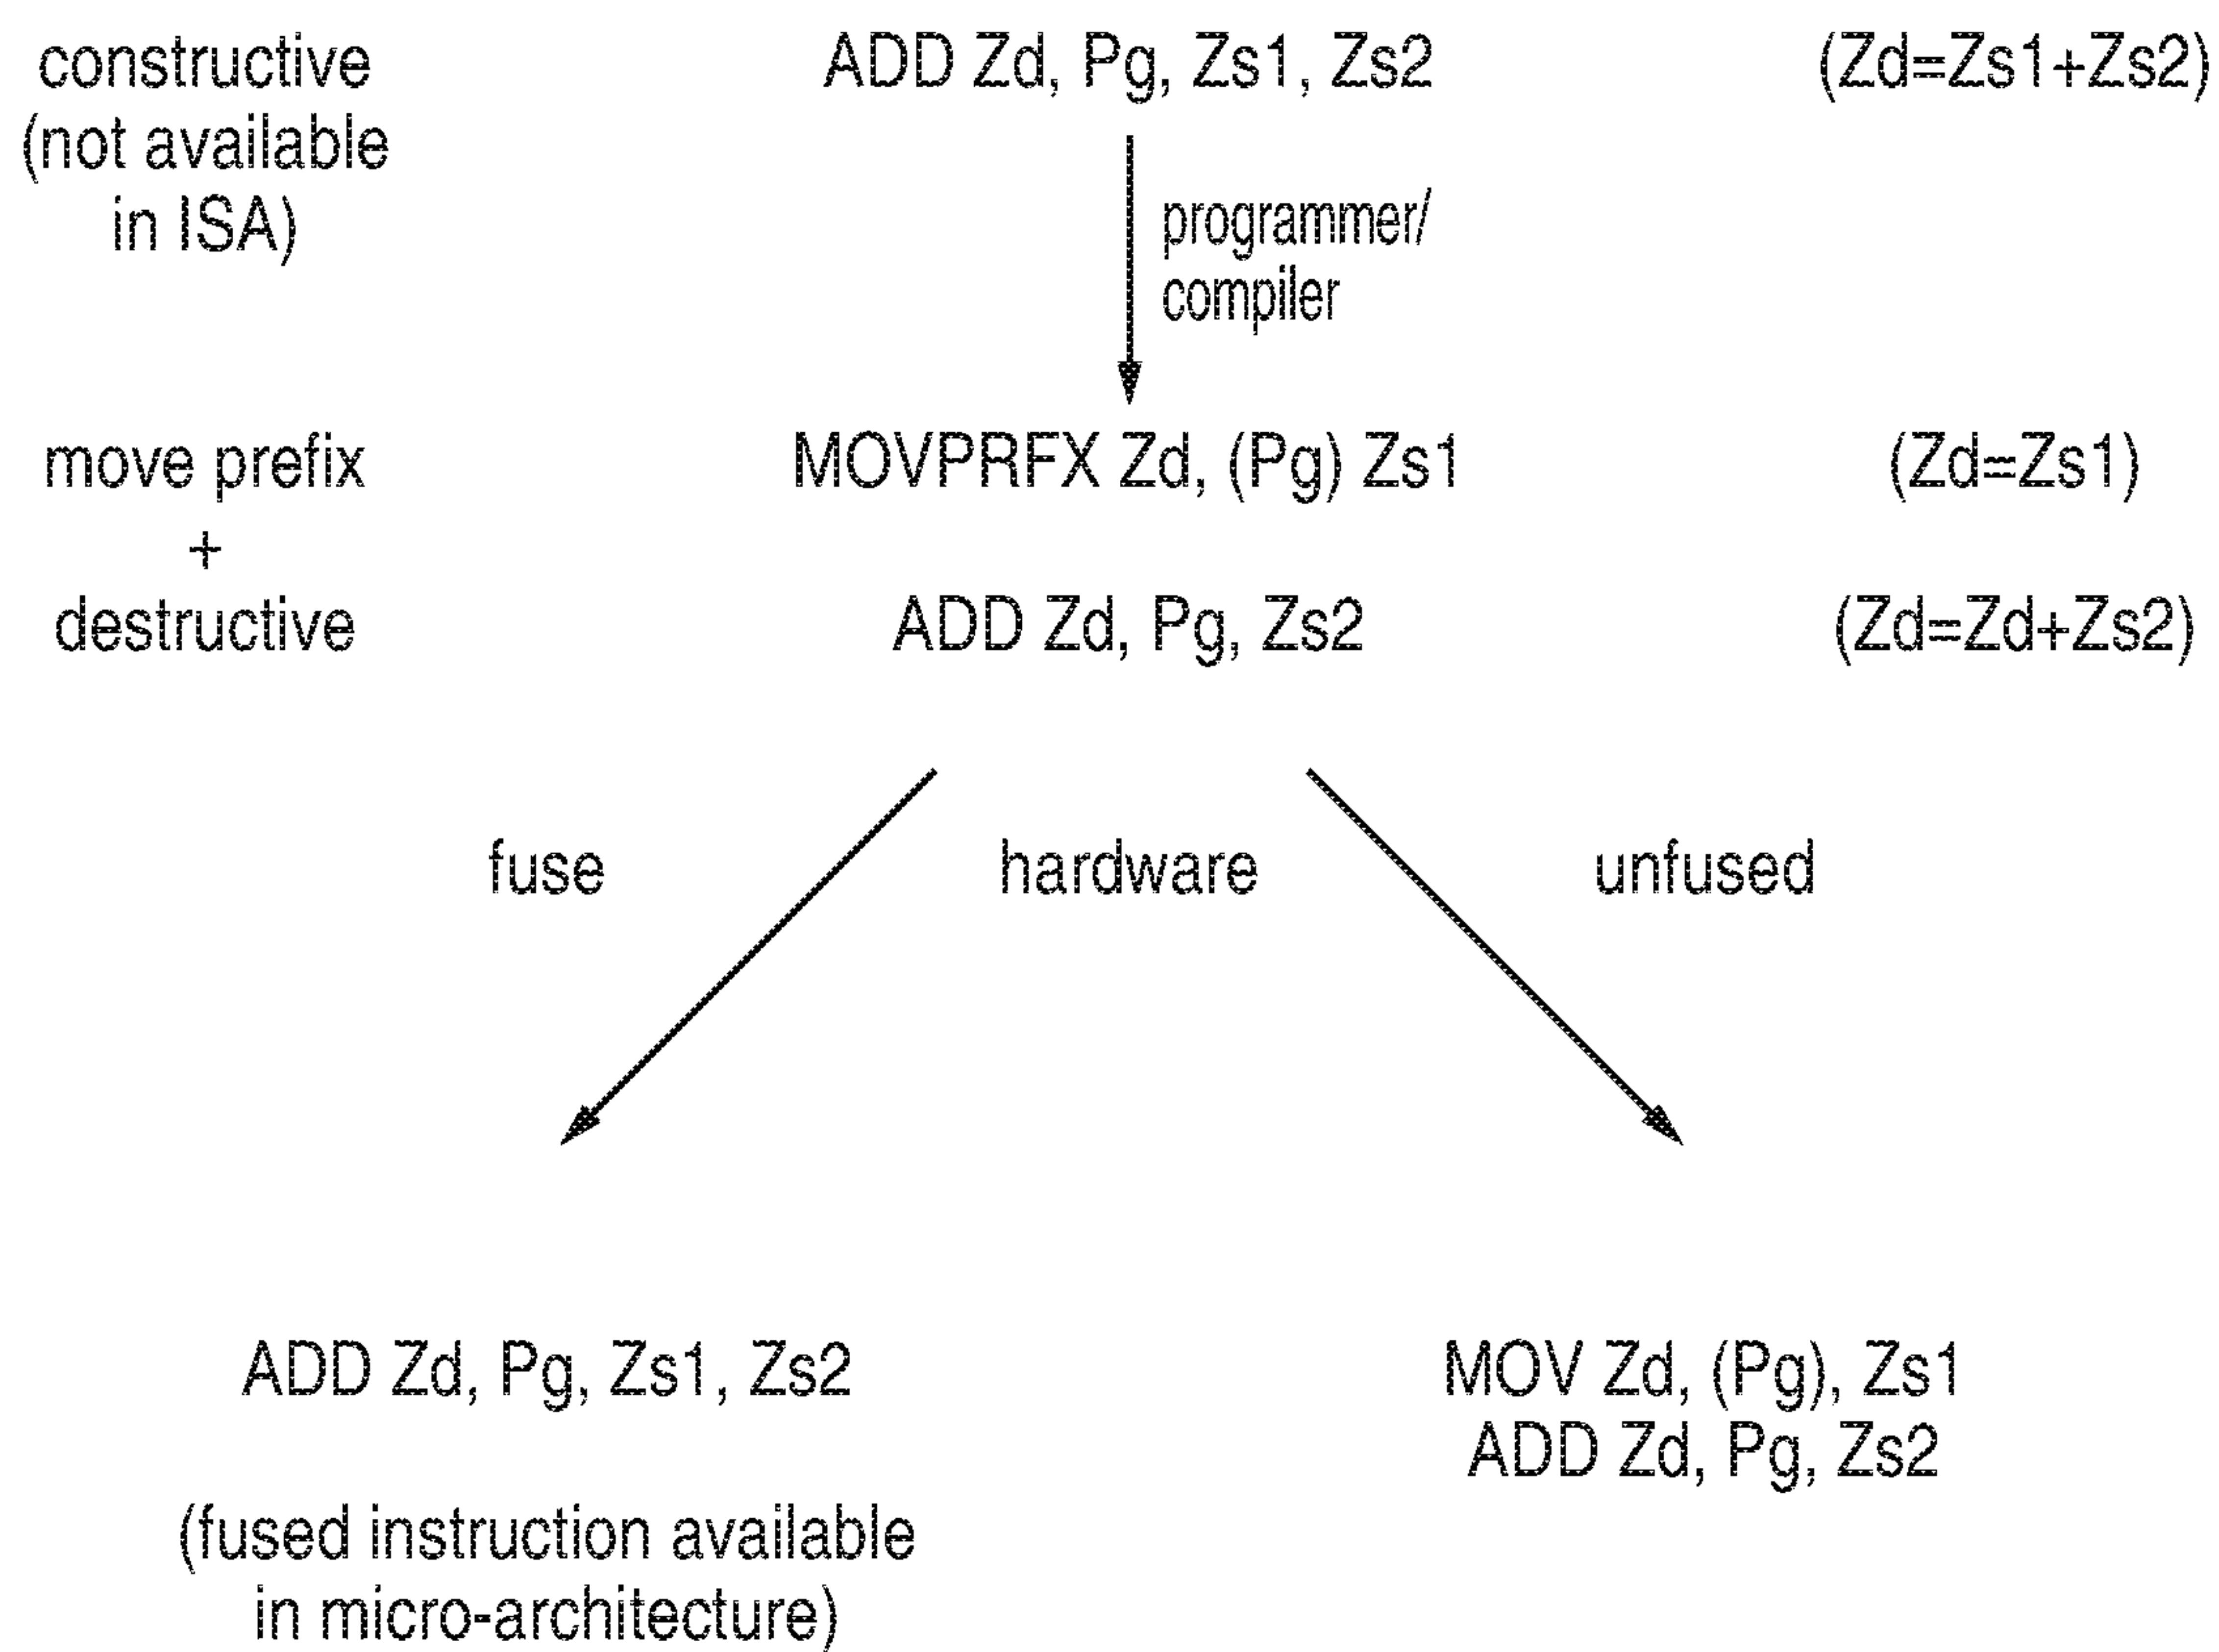 constructive
(not available
in ISA)
ADD Zd, Pg, Zs1, Zs2
(Zd=Zs1+Zs2)
programmer/
compiler
move prefix
+
destructive
MOVPRFX Zd, (Pg) Zs1
(Zd=Zs1)
ADD Zd, Pg, Zs2
(Zd=Zd+Zs2)
fuse
hardware
unfused
ADD Zd, Pg, Zs1, Zs2
(fused instruction available
in micro-architecture)
MOV Zd, (Pg), Zs1
ADD Zd, Pg, Zs2